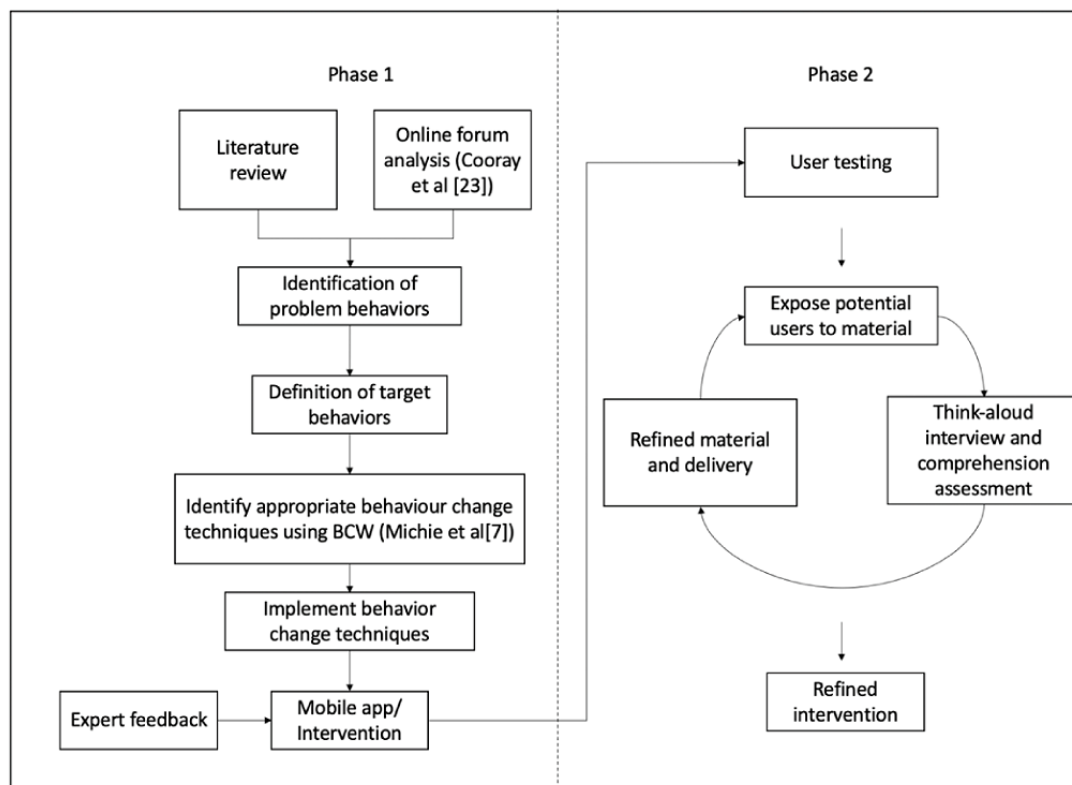 Phase 1
Literature
review
Online forum
analysis (Cooray
et al [23])
Identification of
problem behaviors
Definition of target
behaviors
Identify appropriate behaviour change
techniques using BCW (Michie et al[7])
Implement behavior
change techniques
Expert feedback
Mobile app/
Intervention
Phase 2
User testing
Expose potential
users to material
Think-aloud
interview and
comprehension
assessment
Refined material
and delivery
Refined
intervention